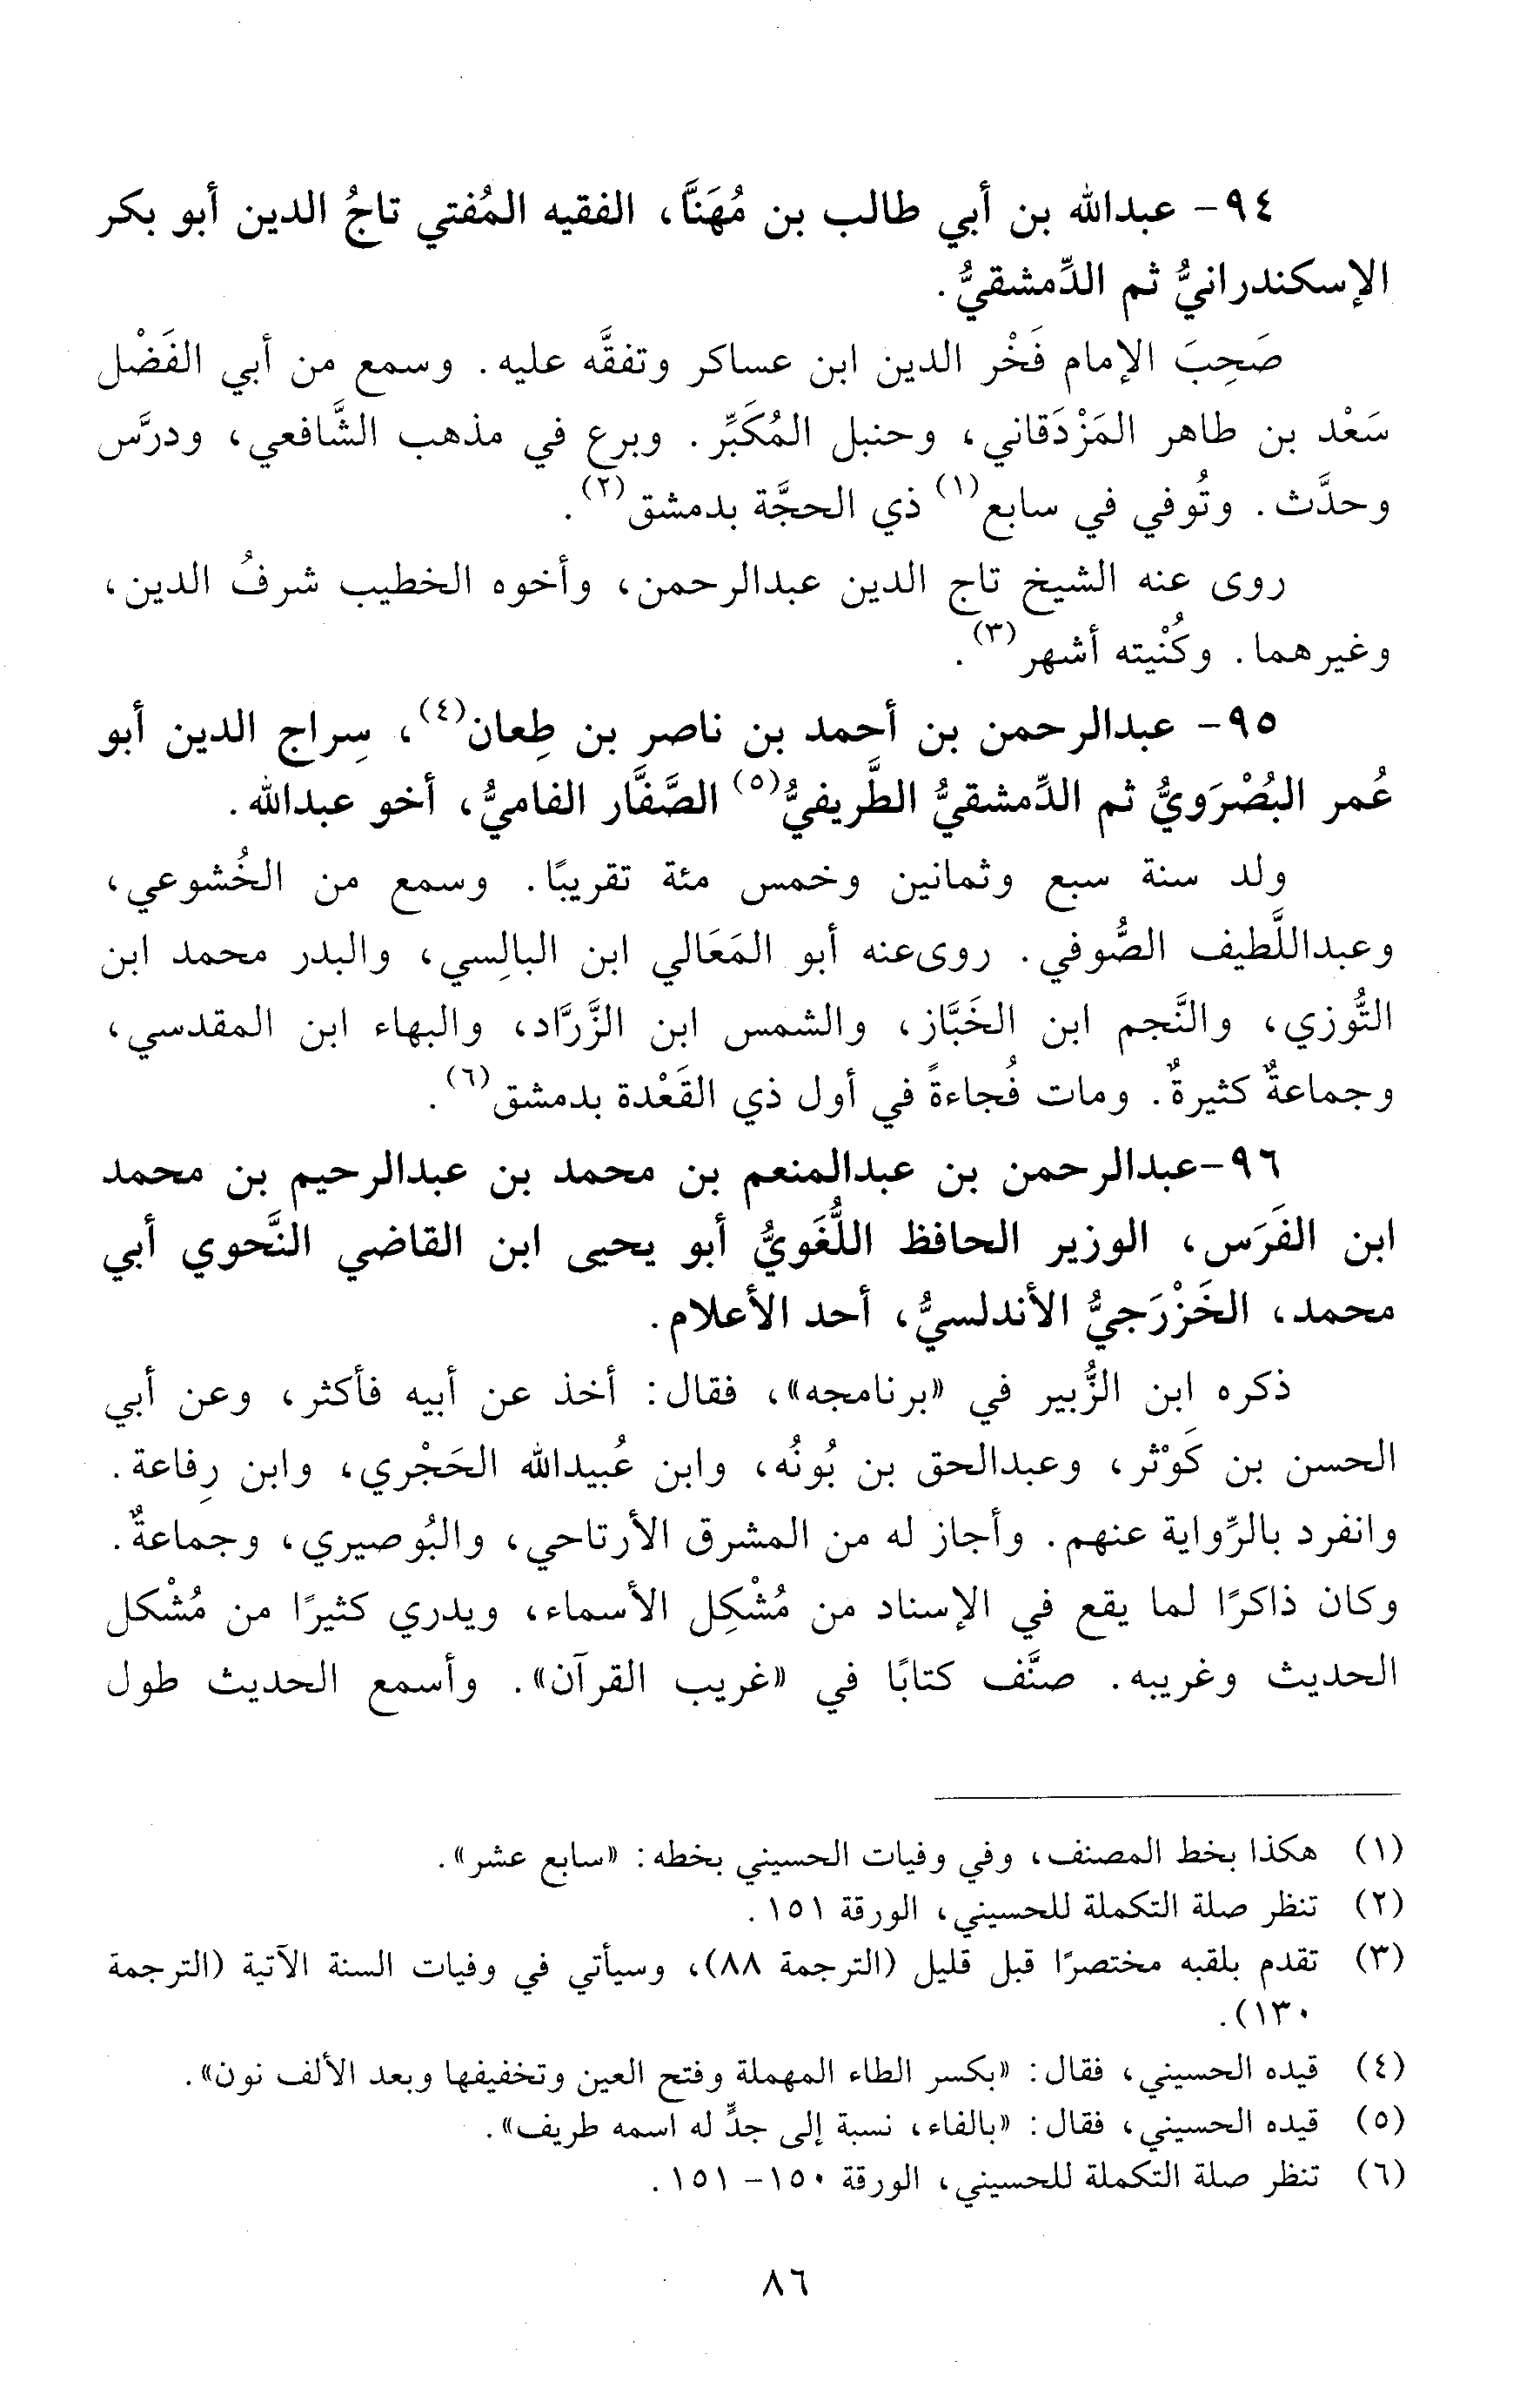 ٩٤- عبدالله بن أبي طالب بن مُهَنَّا، الفقيه المُفتي تاجُ الدين أبو بكر
الإسكندرانيُّ ثم الدِّمشقيُّ.
صَحِبَ الإمام فَخْر الدين ابن عساكر وتفقَّه عليه. وسمع من أبي الفَضْل
سَعْد بن طاهر المَزْدَقاني، وحنبل المُكَبِّر. وبرع في مذهب الشَّافعي، ودرَّس
وحدَّث. وتُوفي في سابع(١) ذي الحجَّة بدمشق(٢).
روى عنه الشيخ تاج الدين عبدالرحمن، وأخوه الخطيب شرفُ الدين،
وغيرهما. وكُنْيته أشهر(٣).
٩٥- عبدالرحمن بن أحمد بن ناصر بن طِعان(٤)، سِراج الدين أبو
عُمر البُصْرَويُّ ثم الدِّمشقيُّ الطَّريفيُّ(٥) الصَّفَّار الفاميُّ، أخو عبدالله.
ولد سنة سبع وثمانين وخمس مئة تقريبًا. وسمع من الخُشوعي،
وعبداللَّطيف الصُّوفي. روى عنه أبو المَعَالي ابن البالِسي، والبدر محمد ابن
التُّوزي، والنَّجم ابن الخَبَّاز، والشمس ابن الزَّرَّاد، والبهاء ابن المقدسي،
وجماعةٌ كثيرةٌ. ومات فُجاءةً في أول ذي القَعْدة بدمشق(٦).
٩٦-عبدالرحمن بن عبدالمنعم بن محمد بن عبدالرحيم بن محمد
ابن الفَرَس، الوزير الحافظ اللُّغَويُّ أبو يحيى ابن القاضي النَّحوي أبي
محمد، الخَزْرَجيُّ الأندلسيُّ، أحد الأعلام.
ذكره ابن الزُّبير في «برنامجه»، فقال: أخذ عن أبيه فأكثر، وعن أبي
الحسن بن كَوْثر، وعبدالحق بن بُونُه، وابن عُبيدالله الحَجْري، وابن رِفاعة.
وانفرد بالرِّواية عنهم. وأجاز له من المشرق الأرتاحي، والبُوصيري، وجماعةٌ.
وكان ذاكرًا لما يقع في الإسناد من مُشْكِل الأسماء، ويدري كثيرًا من مُشْكل
الحديث وغريبه. صنَّف كتابًا في «غريب القرآن». وأسمع الحديث طول
(١) هكذا بخط المصنف، وفي وفيات الحسيني بخطه: «سابع عشر».
(٢) تنظر صلة التكملة للحسيني، الورقة ١٥١.
(٣) تقدم بلقبه مختصرًا قبل قليل (الترجمة ٨٨)، وسيأتي في وفيات السنة الآتية (الترجمة
١٣٠).
(٤) قيده الحسيني، فقال: «بكسر الطاء المهملة وفتح العين وتخفيفها وبعد الألف نون».
(٥) قيده الحسيني، فقال: «بالفاء، نسبة إلى جدٍّ له اسمه طريف».
(٦) تنظر صلة التكملة للحسيني، الورقة ١٥٠- ١٥١.
٨٦